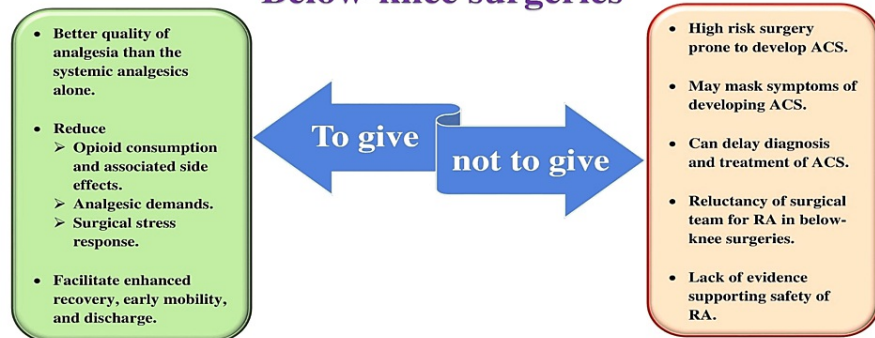 Below-knee surgeries
• Better quality of
analgesia than the
systemic analgesics
alone.
• Reduce
➢ Opioid consumption
and associated side
effects.
➢ Analgesic demands.
➢ Surgical stress
response.
• Facilitate enhanced
recovery, early mobility,
and discharge.
To give
not to give
• High risk surgery
prone to develop ACS.
• May mask symptoms of
developing ACS.
• Can delay diagnosis
and treatment of ACS.
• Reluctancy of surgical
team for RA in below-
knee surgeries.
• Lack of evidence
supporting safety of
RA.